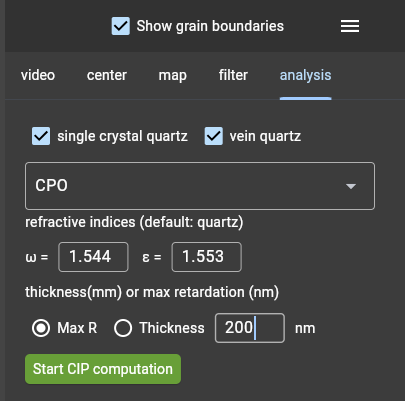 Show grain boundaries
video center map filter analysis
single crystal quartz vein quartz
CPO
refractive indices (default: quartz)
ω = 1.544 ε = 1.553
thickness(mm) or max retardation (nm)
Max R Thickness 200 nm
Start CIP computation